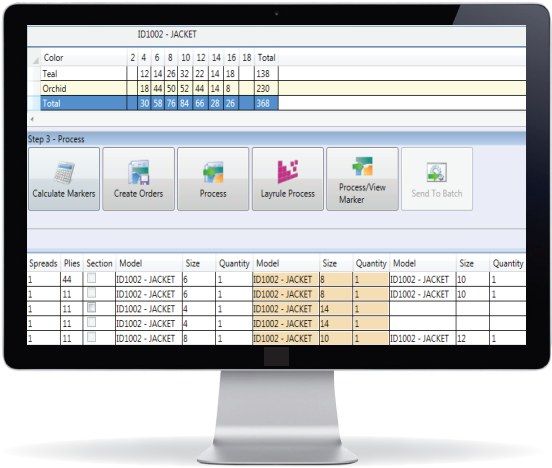 ID1002 - JACKET
Color 2 4 6 8 10 12 14 16 18 Total
Teal 12 14 26 32 22 14 18 138
Orchid 18 44 50 52 44 14 8 230
Total 30 58 76 84 66 28 26 368
Step 3 - Process
Calculate Markers Create Orders Process Layrule Process Process/View Marker Send To Batch
Spreads Plies Section Model Size Quantity Model Size Quantity Model Size Quantity
1 44 ID1002 - JACKET 6 1 ID1002 - JACKET 8 1 ID1002 - JACKET 10 1
1 11 ID1002 - JACKET 6 1 ID1002 - JACKET 8 1 ID1002 - JACKET 10 1
1 11 ID1002 - JACKET 4 1 ID1002 - JACKET 14 1
1 11 ID1002 - JACKET 4 1 ID1002 - JACKET 14 1
1 11 ID1002 - JACKET 8 1 ID1002 - JACKET 10 1 ID1002 - JACKET 12 1